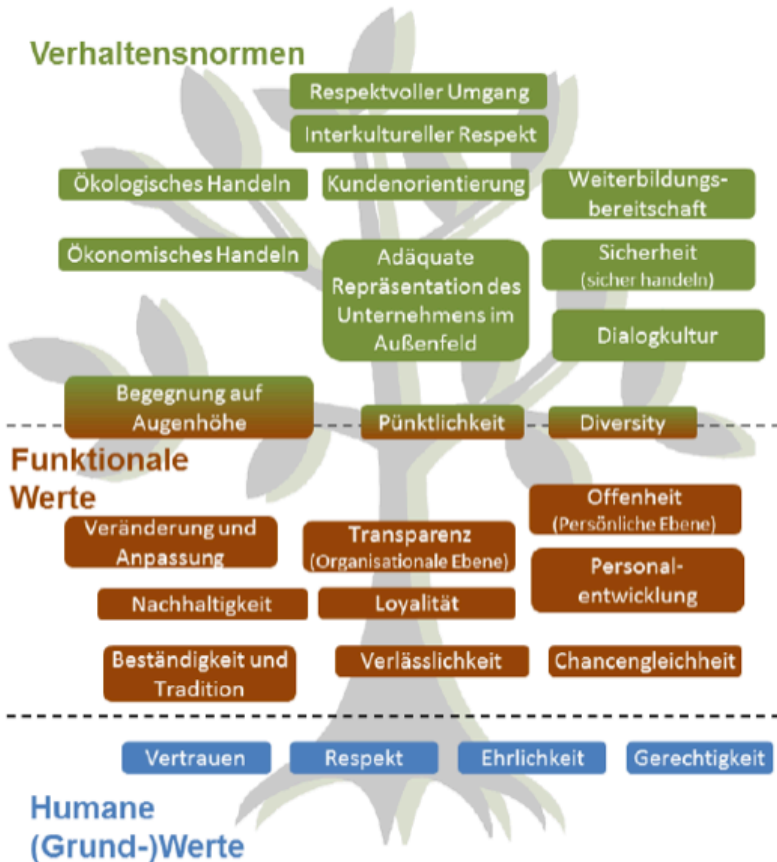 Verhaltensnormen
Respektvoller Umgang
Interkultureller Respekt
Ökologisches Handeln
Kundenorientierung
Weiterbildungs-
bereitschaft
Ökonomisches Handeln
Adäquate
Repräsentation des
Unternehmens im
Außenfeld
Sicherheit
(sicher handeln)
Dialogkultur
Begegnung auf
Augenhöhe
Pünktlichkeit
Diversity
Funktionale
Werte
Veränderung und
Anpassung
Transparenz
(Organisationale Ebene)
Offenheit
(Persönliche Ebene)
Personal-
entwicklung
Nachhaltigkeit
Loyalität
Beständigkeit und
Tradition
Verlässlichkeit
Chancengleichheit
Vertrauen
Respekt
Ehrlichkeit
Gerechtigkeit
Humane
(Grund-)Werte